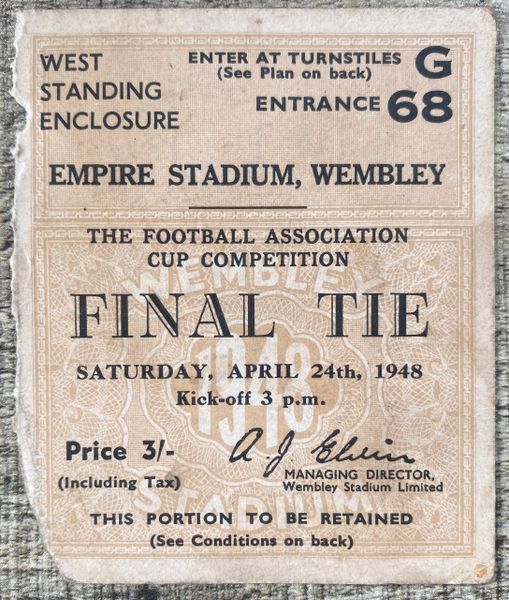 WEST
STANDING
ENCLOSURE
ENTER AT TURNSTILES G
(See Plan on back)
ENTRANCE 68
EMPIRE STADIUM, WEMBLEY
THE FOOTBALL ASSOCIATION
CUP COMPETITION
WEMBLEY
FINAL TIE
1948
SATURDAY, APRIL 24th, 1948
Kick-off 3 p.m.
Price 3/-
(Including Tax)
A. J. Elvin
MANAGING DIRECTOR,
Wembley Stadium Limited
STADIUM
THIS PORTION TO BE RETAINED
(See Conditions on back)